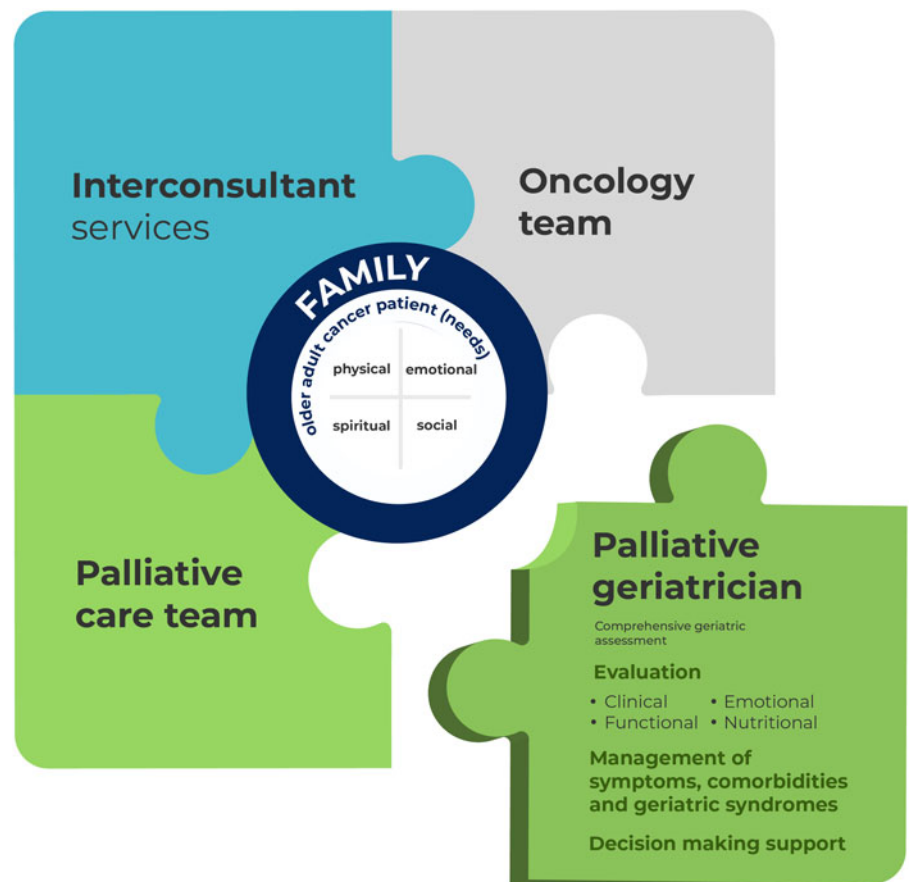 Interconsultant
services
Oncology
team
FAMILY
older adult cancer patient (needs)
physical emotional
spiritual social
Palliative
care team
Palliative
geriatrician
Comprehensive geriatric
assessment
Evaluation
• Clinical • Emotional
• Functional • Nutritional
Management of
symptoms, comorbidities
and geriatric syndromes
Decision making support